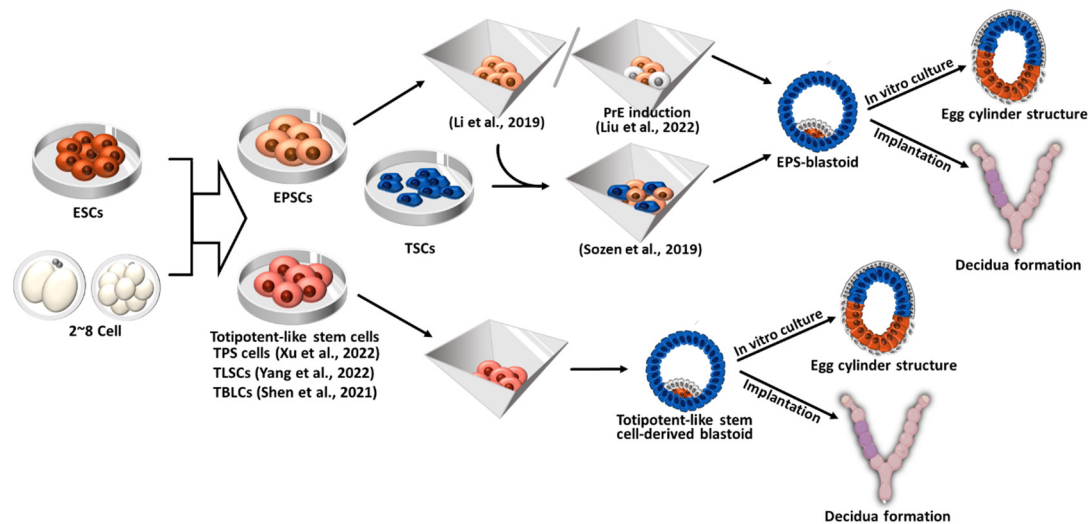 ESCs
2~8 Cell
EPSCs
TSCs
Totipotent-like stem cells
TPS cells (Xu et al., 2022)
TLSCs (Yang et al., 2022)
TBLCs (Shen et al., 2021)
(Li et al., 2019)
PrE induction
(Liu et al., 2022)
(Sozen et al., 2019)
EPS-blastoid
In vitro culture
Implantation
Egg cylinder structure
Decidua formation
Totipotent-like stem
cell-derived blastoid
In vitro culture
Implantation
Egg cylinder structure
Decidua formation